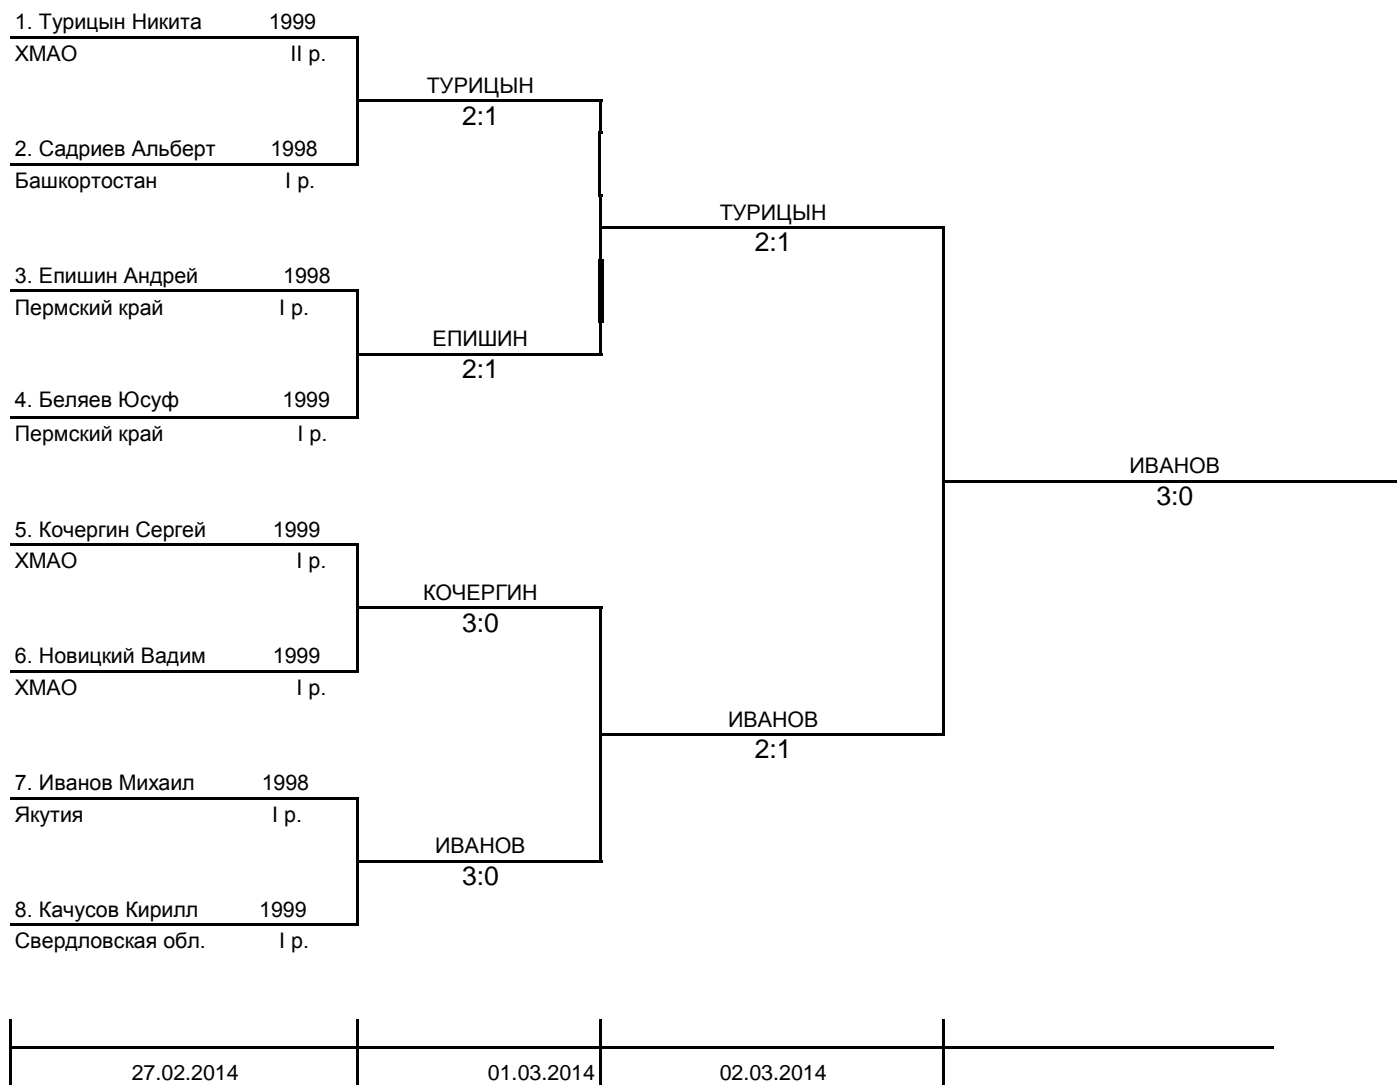 1. Турицын Никита 1999
ХМАО II р.
ТУРИЦЫН
2:1
2. Садриев Альберт 1998
Башкортостан I р.
ТУРИЦЫН
2:1
3. Епишин Андрей 1998
Пермский край I р.
ЕПИШИН
2:1
4. Беляев Юсуф 1999
Пермский край I р.
ИВАНОВ
3:0
5. Кочергин Сергей 1999
ХМАО I р.
КОЧЕРГИН
3:0
6. Новицкий Вадим 1999
ХМАО I р.
ИВАНОВ
2:1
7. Иванов Михаил 1998
Якутия I р.
ИВАНОВ
3:0
8. Качусов Кирилл 1999
Свердловская обл. I р.
27.02.2014 01.03.2014 02.03.2014